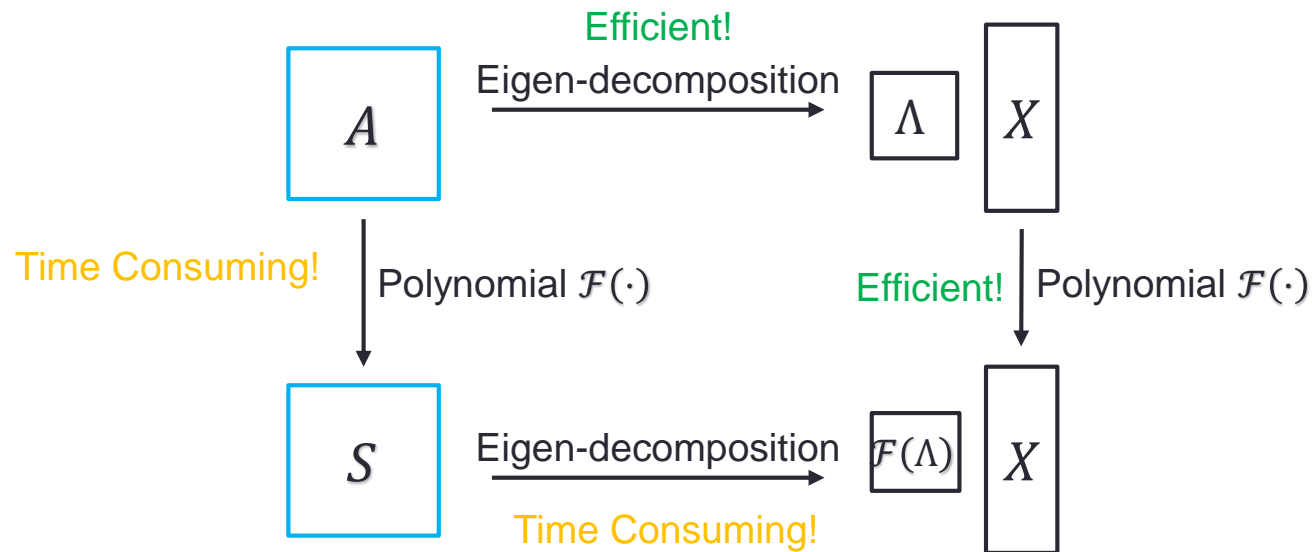 Efficient!
Eigen-decomposition
A
Λ
X
Time Consuming!
Polynomial ℱ(·)
Efficient!
Polynomial ℱ(·)
S
Eigen-decomposition
ℱ(Λ)
X
Time Consuming!